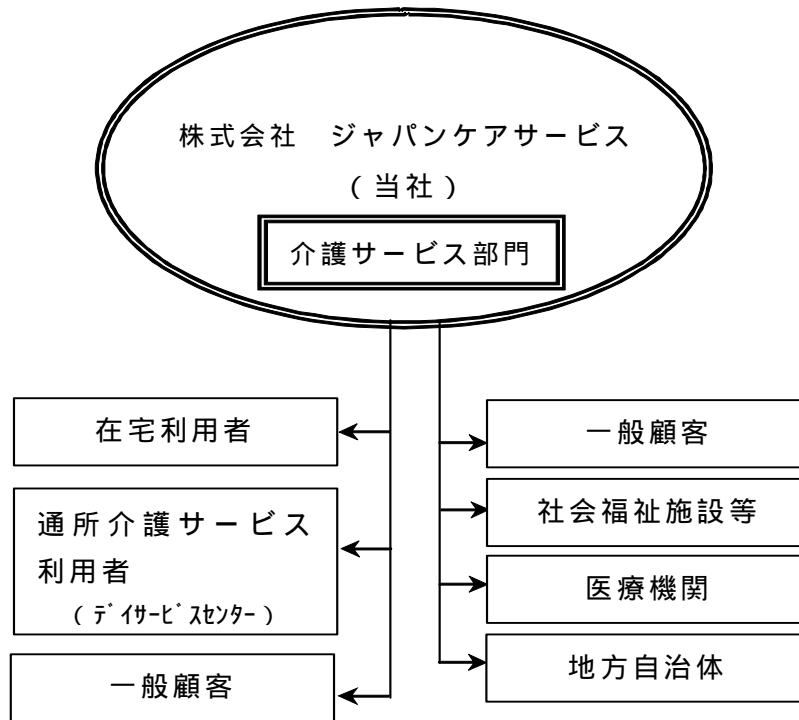 株式会社　ジャパンケアサービス
（当社）
介護サービス部門
在宅利用者
通所介護サービス
利用者
（ﾃﾞｲｻｰﾋﾞｽｾﾝﾀｰ）
一般顧客
一般顧客
社会福祉施設等
医療機関
地方自治体